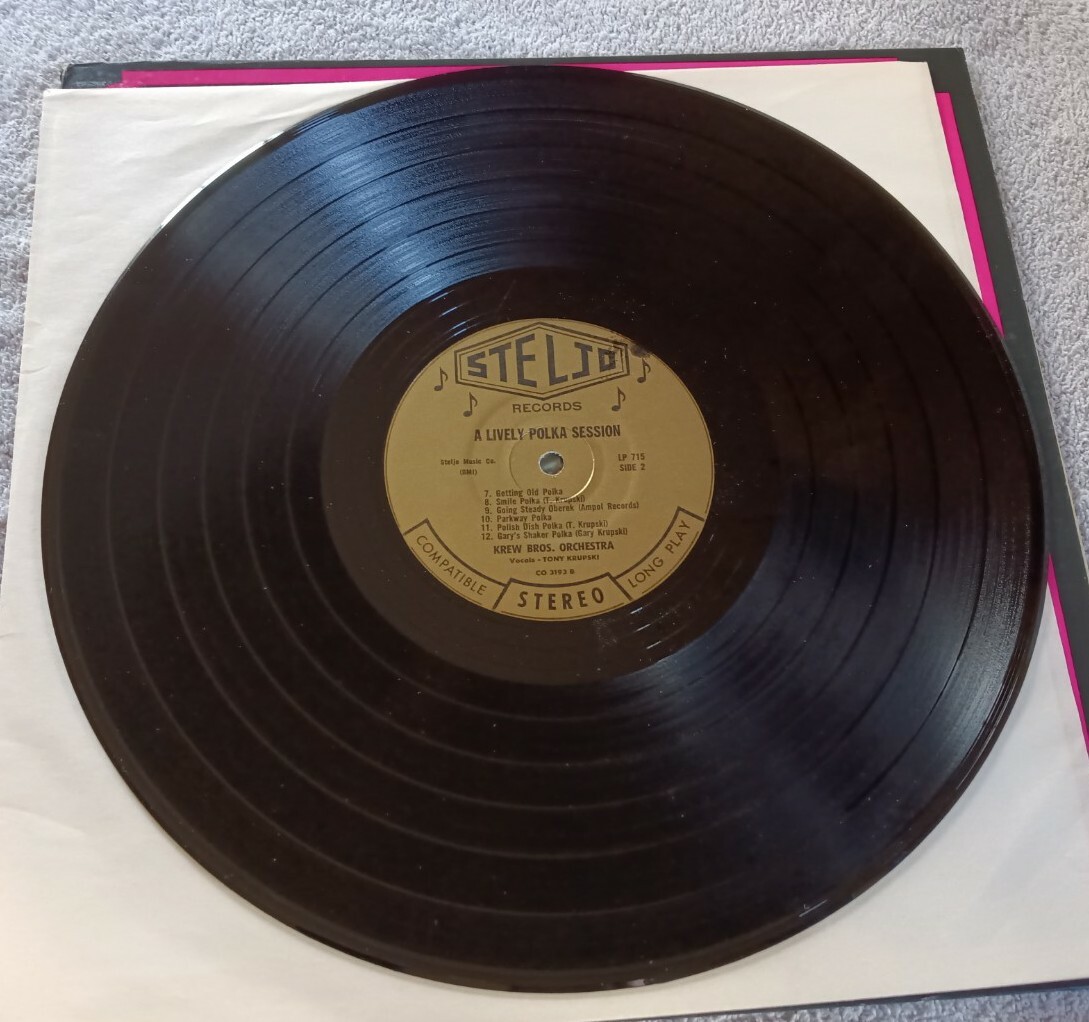 STELJO
RECORDS
A LIVELY POLKA SESSION
Steljo Music Co.
(BMI)
LP 715
SIDE 2
7. Getting Old Polka
8. Smile Polka (T. Krupski)
9. Going Steady Oberek (Ampol Records)
10. Parkway Polka
11. Polish Dish Polka (T. Krupski)
12. Gary's Shaker Polka (Gary Krupski)
KREW BROS. ORCHESTRA
Vocals - TONY KRUPSKI
CO 3193 B
COMPATIBLE
STEREO
LONG PLAY